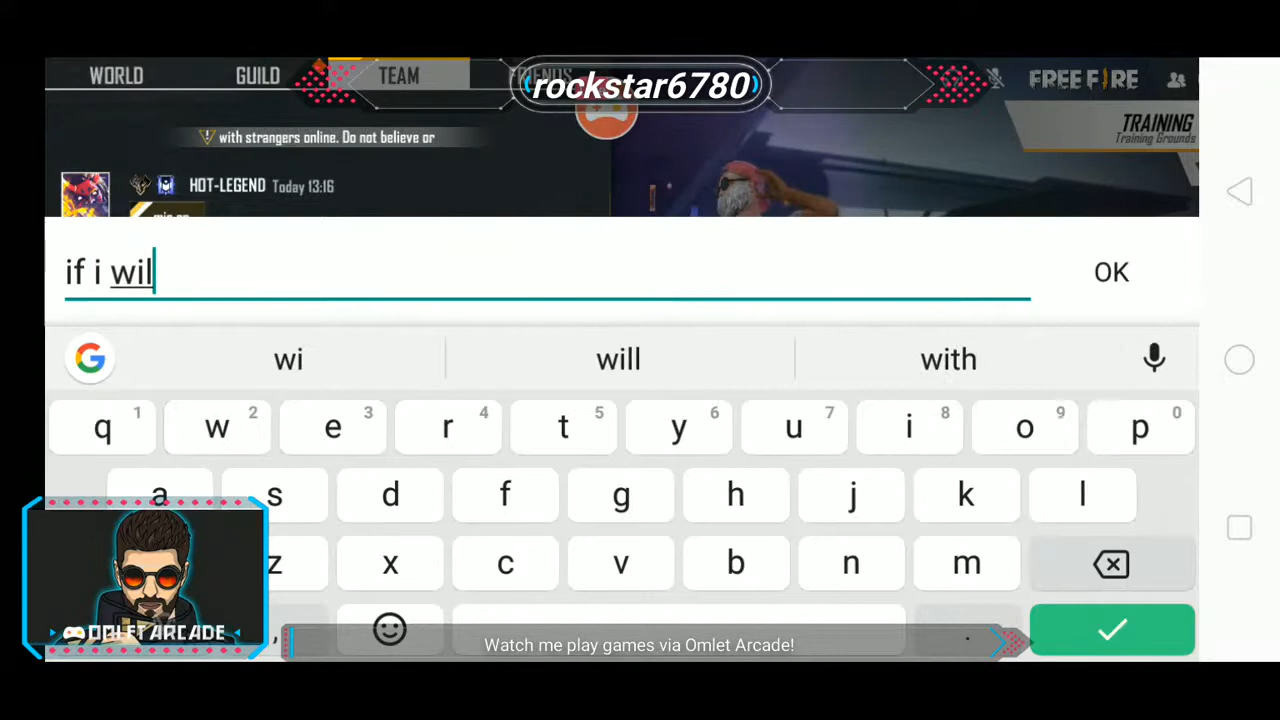 WORLD GUILD TEAM FRIENDS FREE FIRE
rockstar6780
TRAINING
Training Grounds
with strangers online. Do not believe or
HOT-LEGEND Today 13:16
if i wil OK
wi will with
q 1 w 2 e 3 r 4 t 5 y 6 u 7 i 8 o 9 p 0
a s d f g h j k l
z x c v b n m
, .
OMLET ARCADE
Watch me play games via Omlet Arcade!